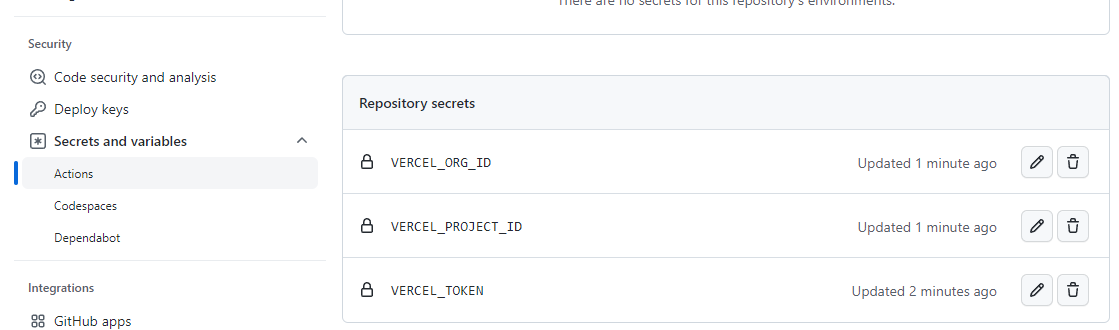 There are no secrets for this repository's environments.
Security
Code security and analysis
Deploy keys
Secrets and variables
Actions
Codespaces
Dependabot
Integrations
GitHub apps
Repository secrets
VERCEL_ORG_ID Updated 1 minute ago
VERCEL_PROJECT_ID Updated 1 minute ago
VERCEL_TOKEN Updated 2 minutes ago